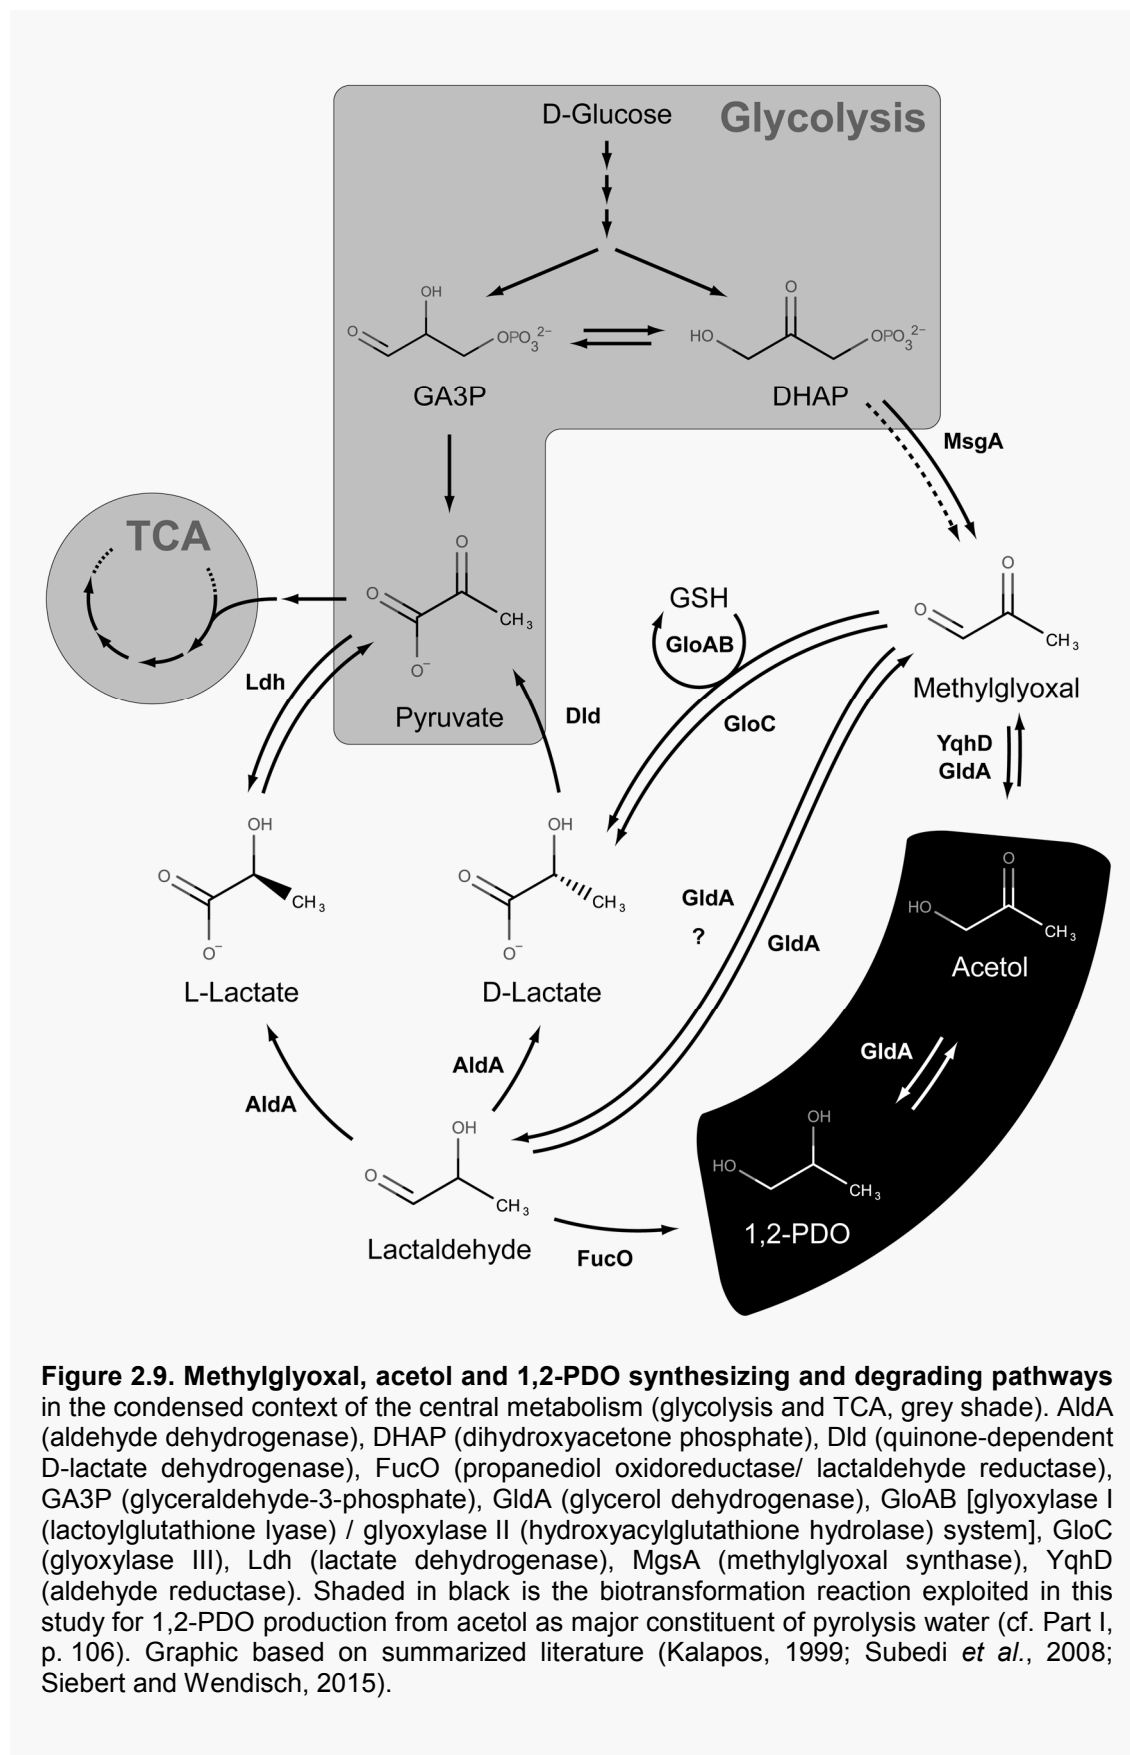 D-Glucose
Glycolysis
OH
O
OPO₃²⁻
GA3P
O
HO
OPO₃²⁻
DHAP
MsgA
TCA
O
O
CH₃
O⁻
Pyruvate
Ldh
Dld
GSH
GloAB
GloC
O
O
CH₃
Methylglyoxal
YqhD
GldA
OH
O
CH₃
O⁻
L-Lactate
OH
O
CH₃
O⁻
D-Lactate
GldA
?
GldA
O
HO
CH₃
Acetol
GldA
AldA
AldA
OH
O
CH₃
Lactaldehyde
FucO
OH
HO
CH₃
1,2-PDO
Figure 2.9. Methylglyoxal, acetol and 1,2-PDO synthesizing and degrading pathways
in the condensed context of the central metabolism (glycolysis and TCA, grey shade). AldA
(aldehyde dehydrogenase), DHAP (dihydroxyacetone phosphate), Dld (quinone-dependent
D-lactate dehydrogenase), FucO (propanediol oxidoreductase/ lactaldehyde reductase),
GA3P (glyceraldehyde-3-phosphate), GldA (glycerol dehydrogenase), GloAB [glyoxylase I
(lactoylglutathione lyase) / glyoxylase II (hydroxyacylglutathione hydrolase) system], GloC
(glyoxylase III), Ldh (lactate dehydrogenase), MgsA (methylglyoxal synthase), YqhD
(aldehyde reductase). Shaded in black is the biotransformation reaction exploited in this
study for 1,2-PDO production from acetol as major constituent of pyrolysis water (cf. Part I,
p. 106). Graphic based on summarized literature (Kalapos, 1999; Subedi et al., 2008;
Siebert and Wendisch, 2015).